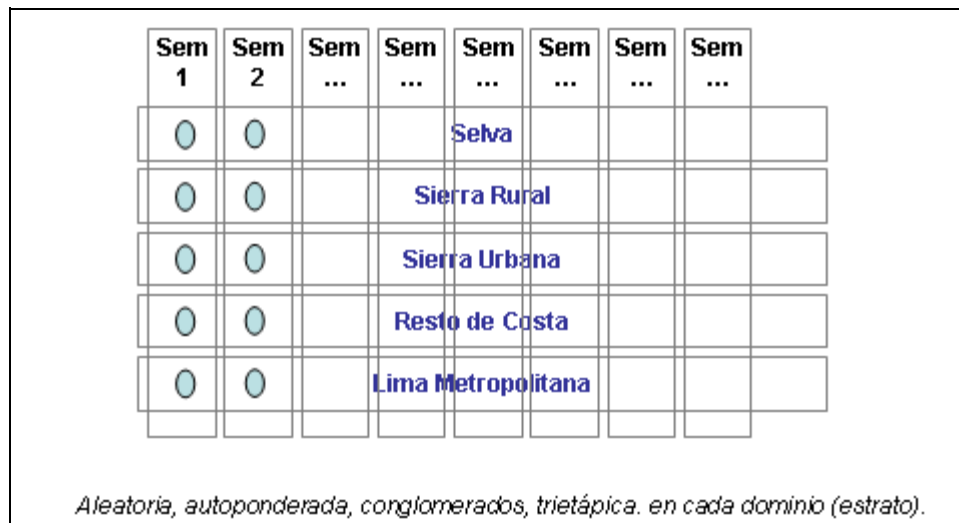 Sem Sem Sem Sem Sem Sem Sem Sem
1 2 ... ... ... ... ... ...
Selva
Sierra Rural
Sierra Urbana
Resto de Costa
Lima Metropolitana
Aleatoria, autoponderada, conglomerados, trietápica. en cada dominio (estrato).